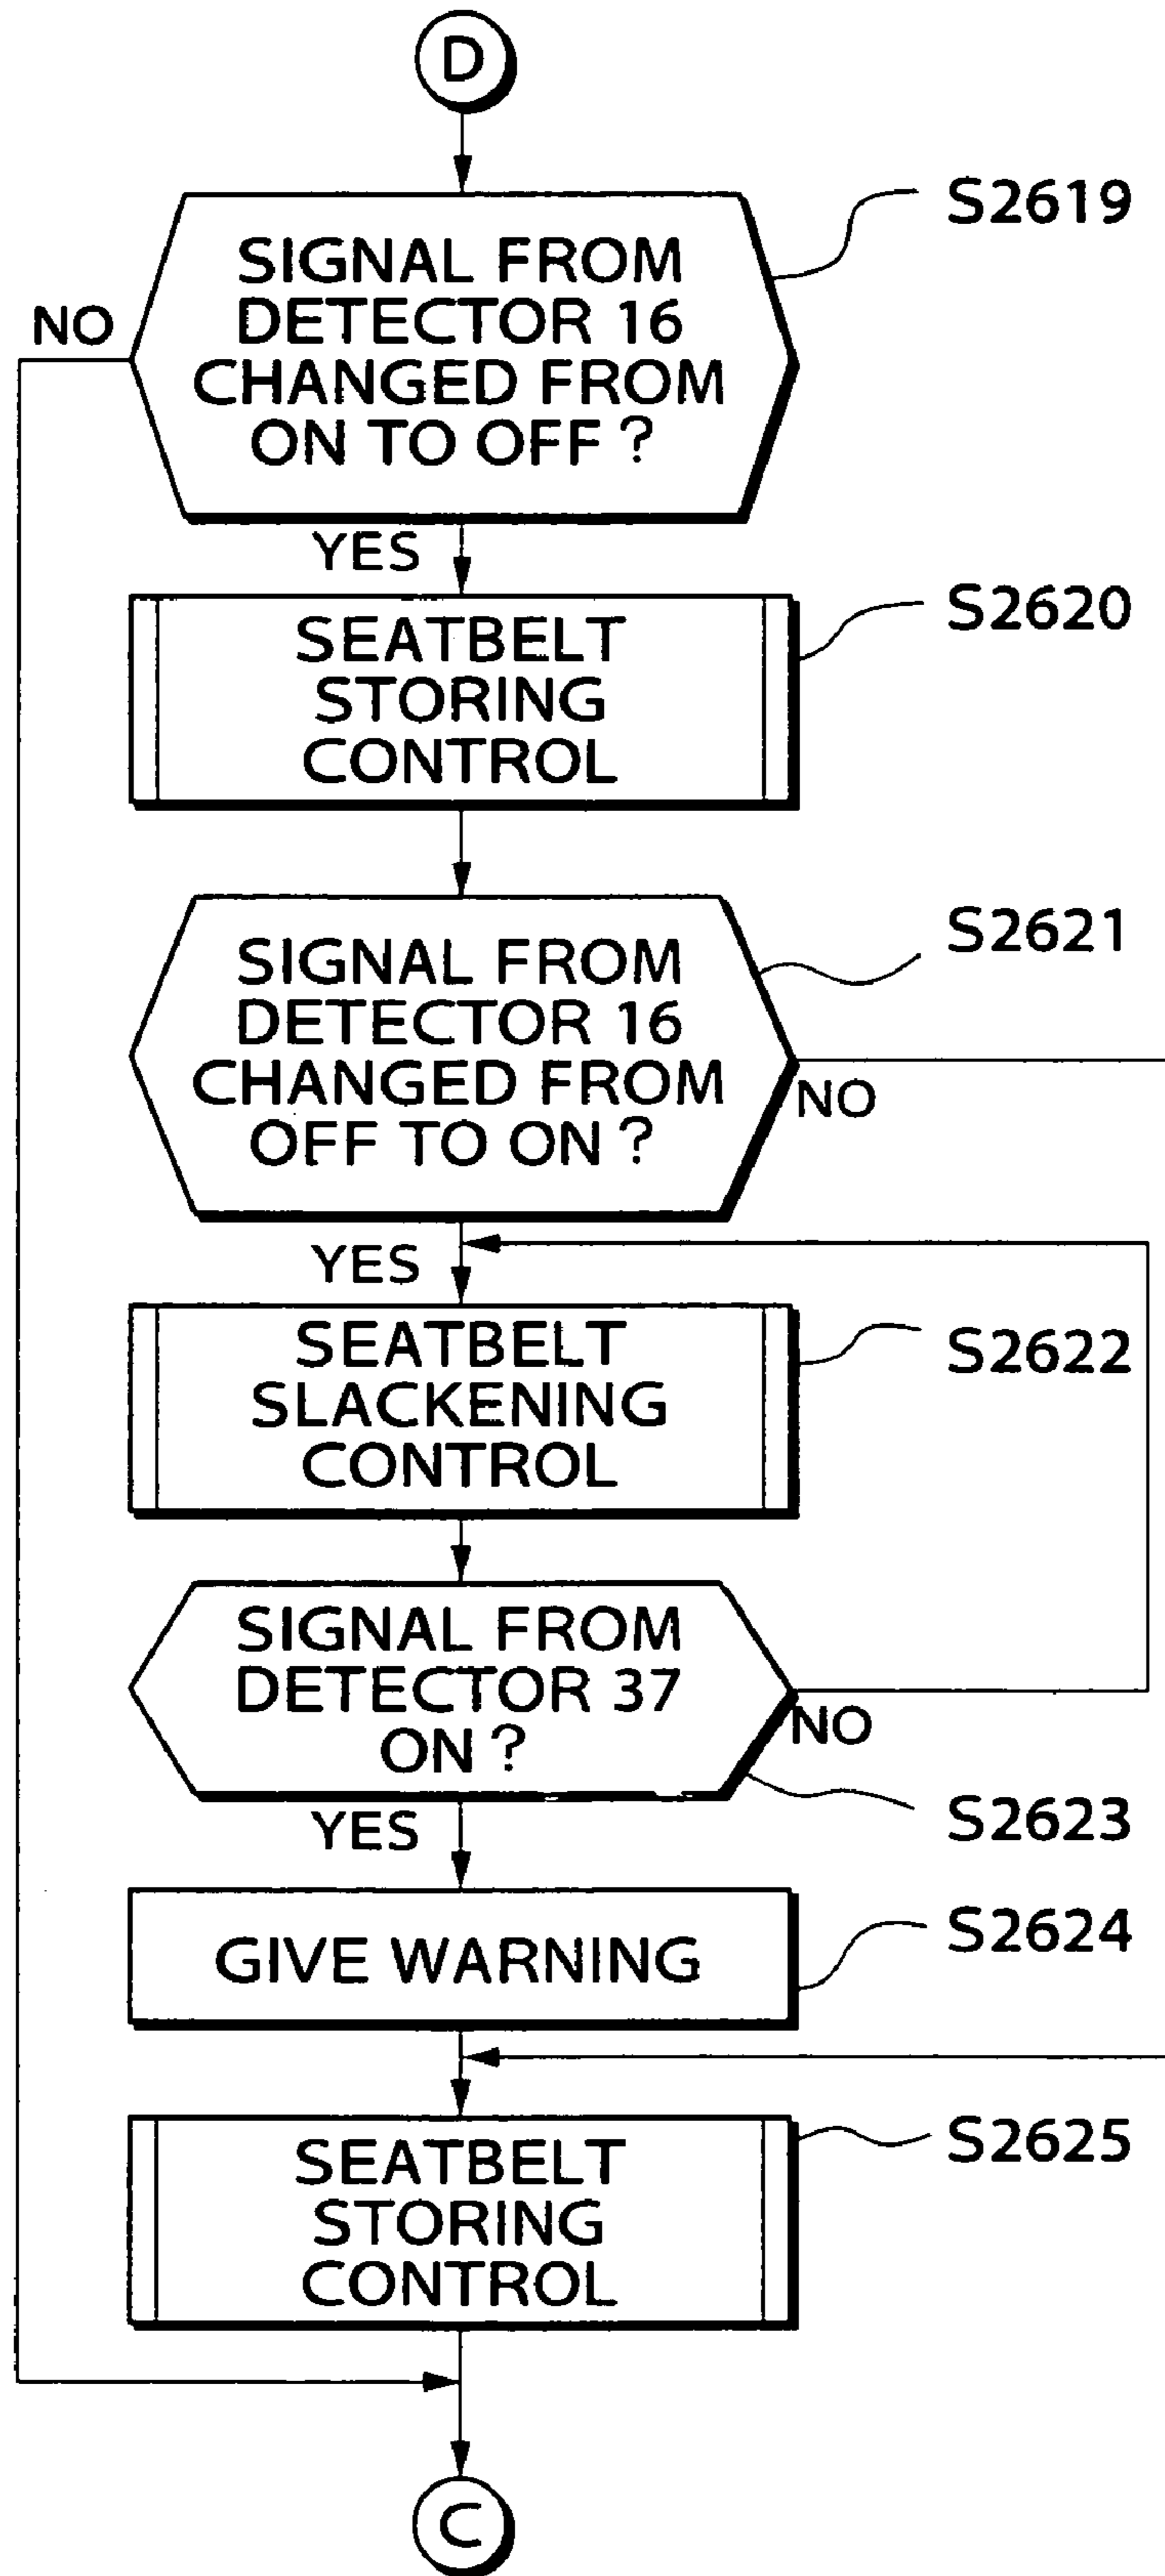 D
S2619
SIGNAL FROM
DETECTOR 16
CHANGED FROM
ON TO OFF ?
NO
YES
S2620
SEATBELT
STORING
CONTROL
S2621
SIGNAL FROM
DETECTOR 16
CHANGED FROM
OFF TO ON ?
NO
YES
S2622
SEATBELT
SLACKENING
CONTROL
SIGNAL FROM
DETECTOR 37
ON ?
NO
S2623
YES
S2624
GIVE WARNING
S2625
SEATBELT
STORING
CONTROL
C